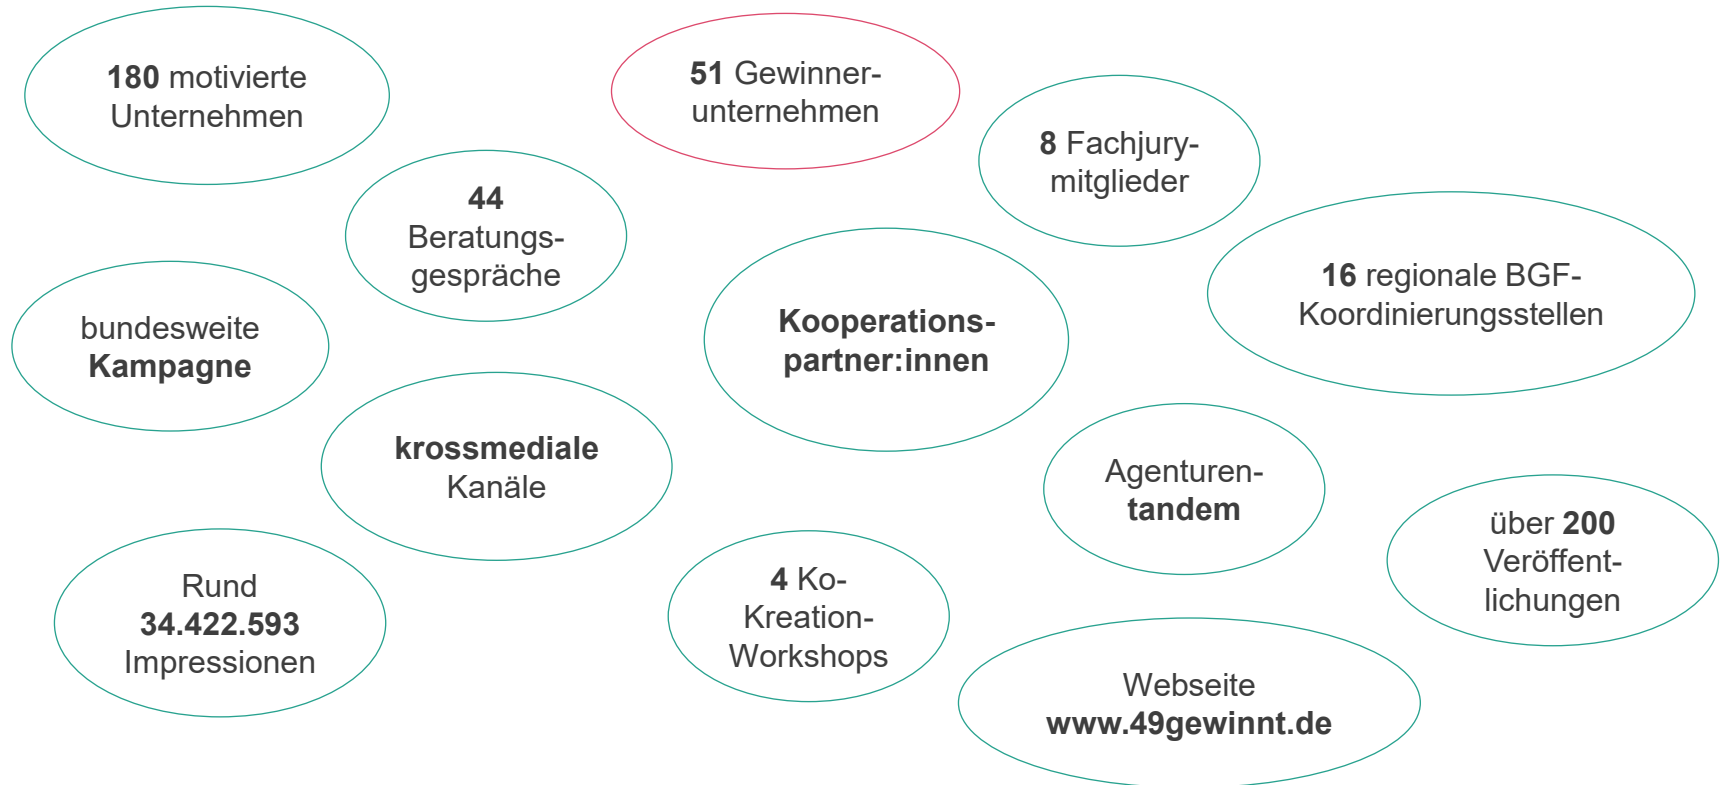 180 motivierte
Unternehmen
51 Gewinner-
unternehmen
8 Fachjury-
mitglieder
44
Beratungs-
gespräche
16 regionale BGF-
Koordinierungsstellen
bundesweite
Kampagne
Kooperations-
partner:innen
krossmediale
Kanäle
Agenturen-
tandem
über 200
Veröffent-
lichungen
Rund
34.422.593
Impressionen
4 Ko-
Kreation-
Workshops
Webseite
www.49gewinnt.de